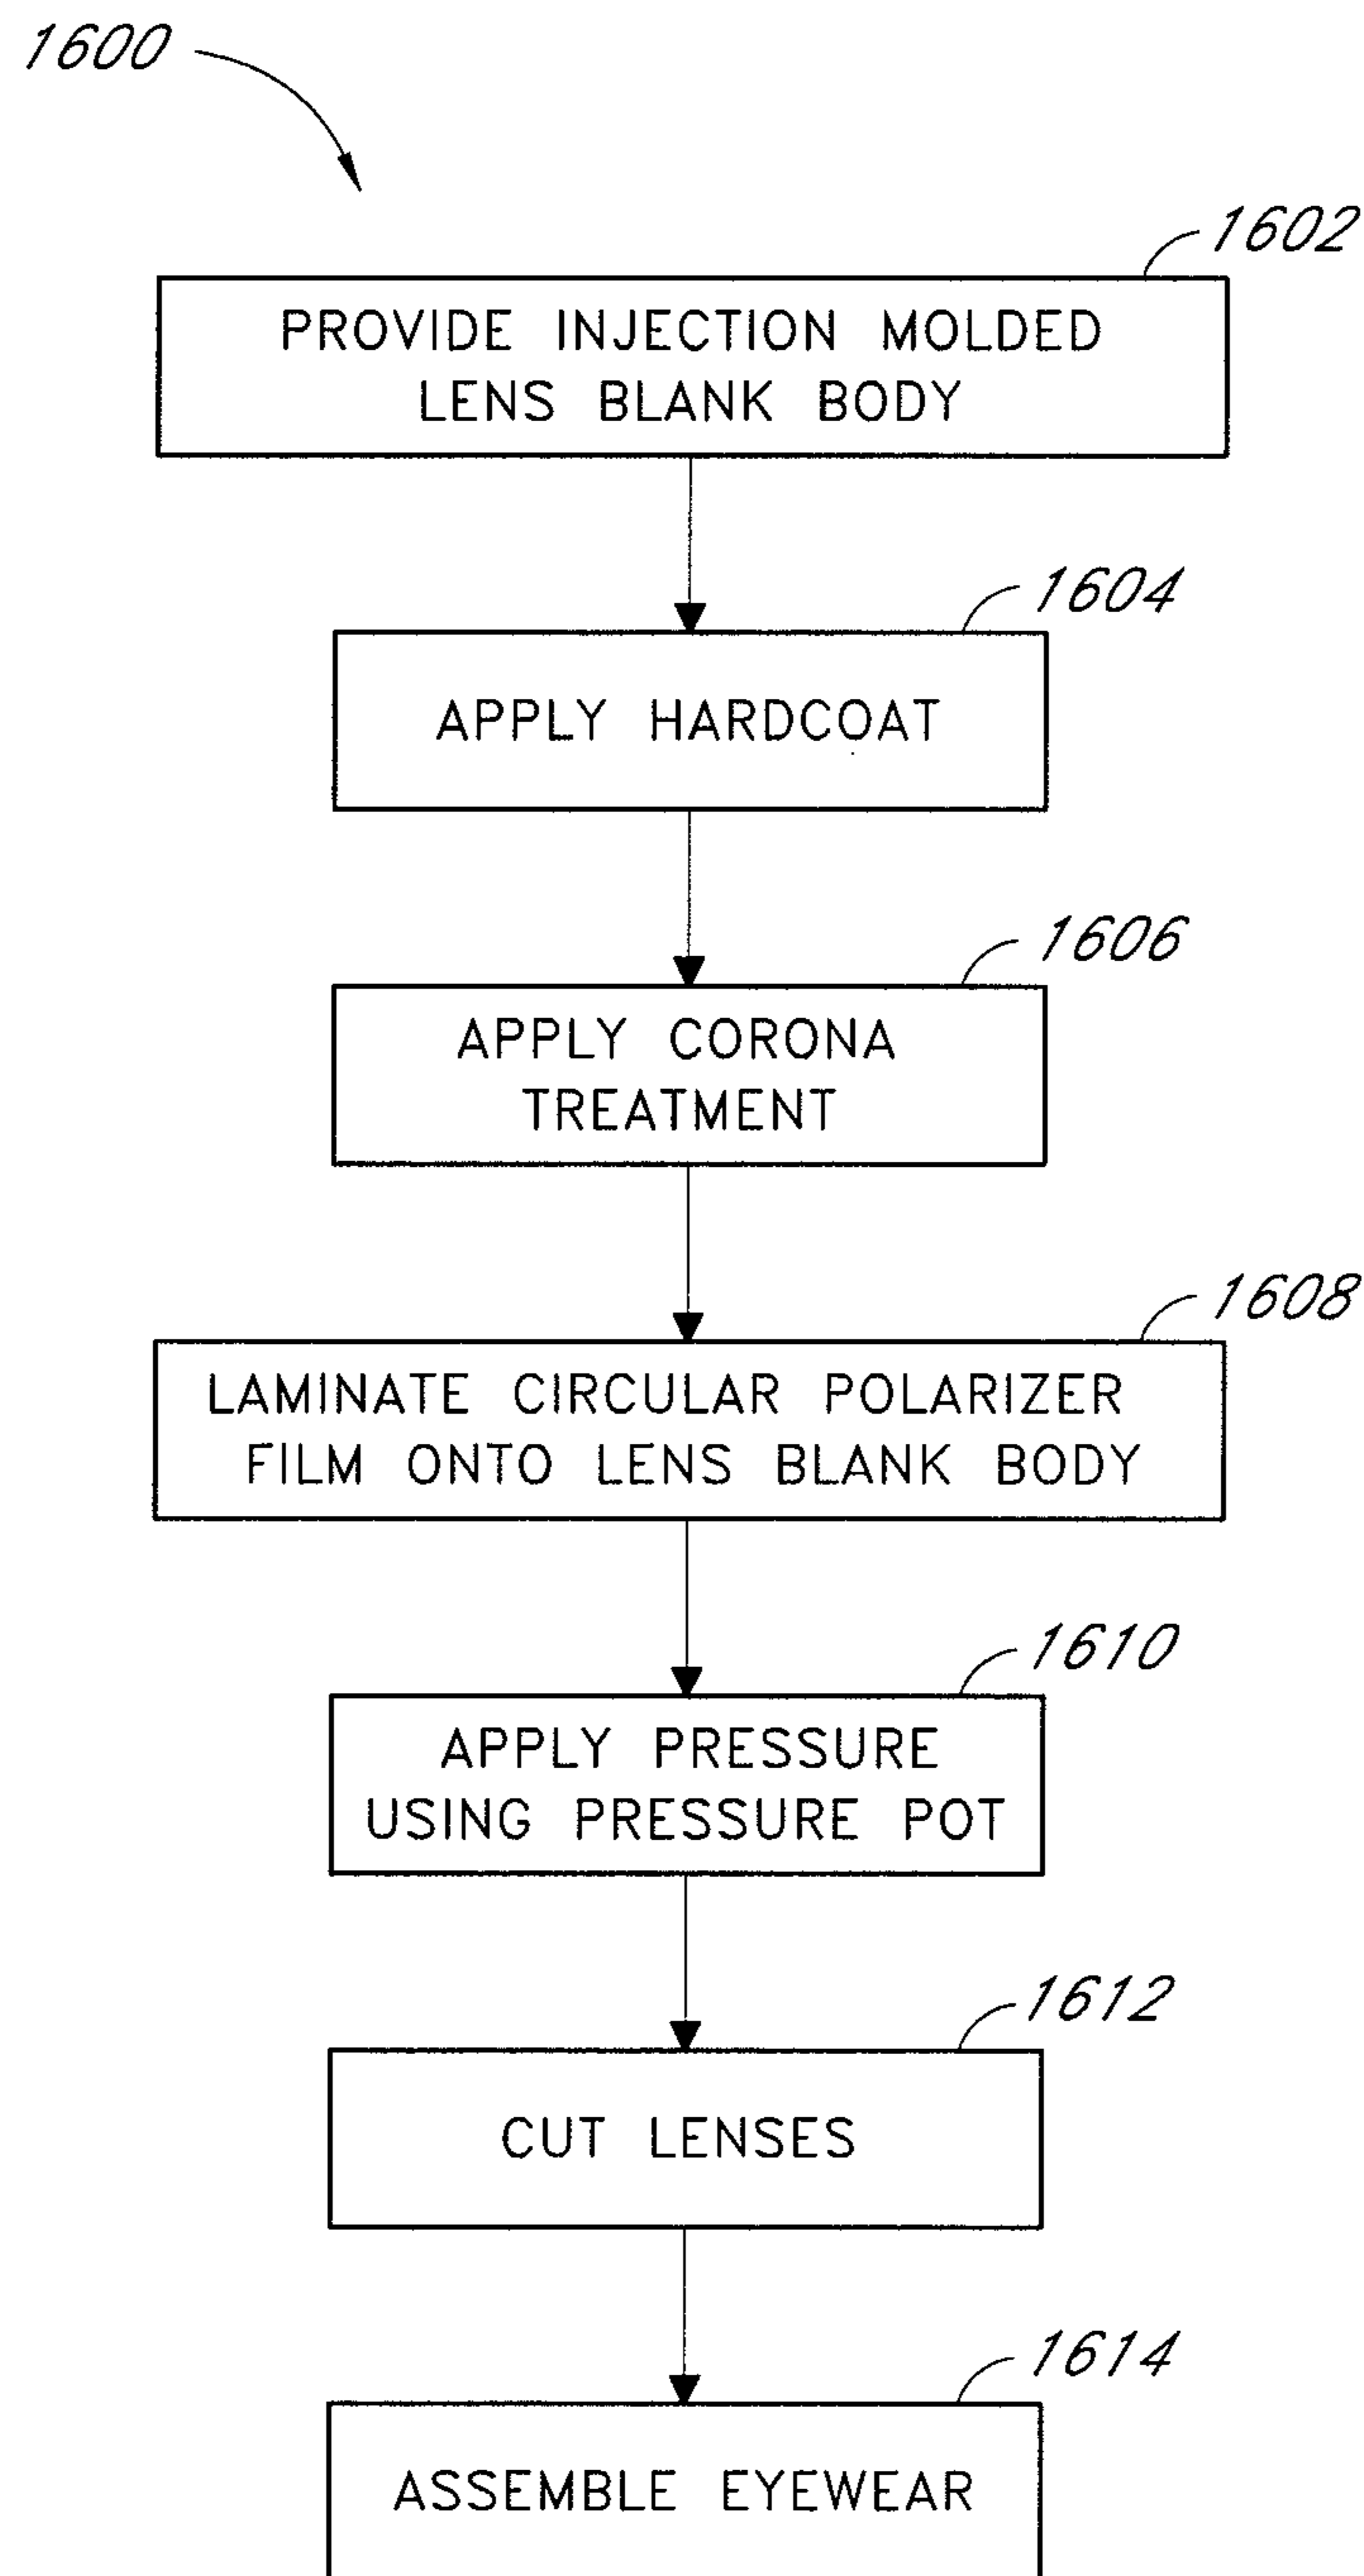 1600
1602
PROVIDE INJECTION MOLDED
LENS BLANK BODY
1604
APPLY HARDCOAT
1606
APPLY CORONA
TREATMENT
1608
LAMINATE CIRCULAR POLARIZER
FILM ONTO LENS BLANK BODY
1610
APPLY PRESSURE
USING PRESSURE POT
1612
CUT LENSES
1614
ASSEMBLE EYEWEAR